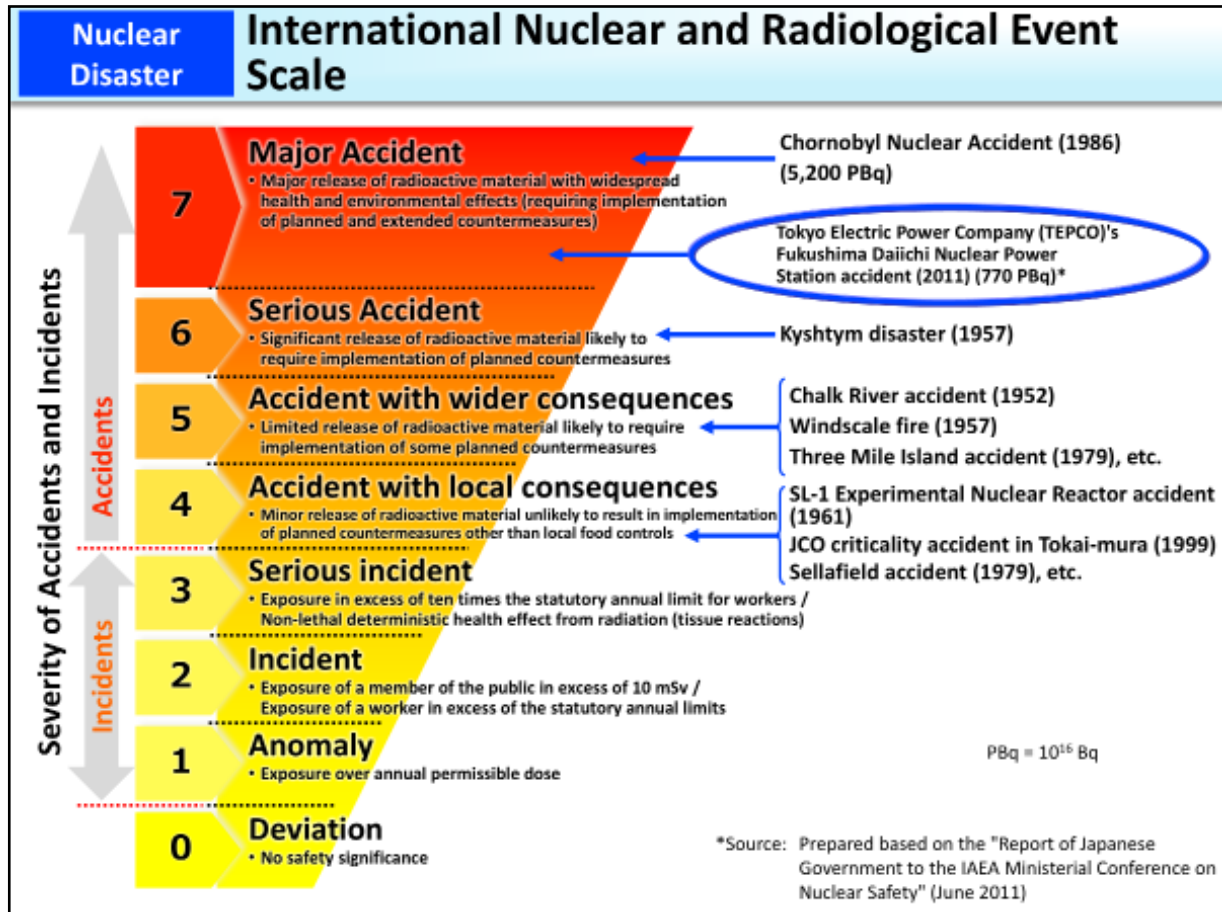 Nuclear
Disaster
International Nuclear and Radiological Event
Scale
Severity of Accidents and Incidents
Accidents
Incidents
7
Major Accident
• Major release of radioactive material with widespread
health and environmental effects (requiring implementation
of planned and extended countermeasures)
Chornobyl Nuclear Accident (1986)
(5,200 PBq)
Tokyo Electric Power Company (TEPCO)'s
Fukushima Daiichi Nuclear Power
Station accident (2011) (770 PBq)*
6
Serious Accident
• Significant release of radioactive material likely to
require implementation of planned countermeasures
Kyshtym disaster (1957)
5
Accident with wider consequences
• Limited release of radioactive material likely to require
implementation of some planned countermeasures
Chalk River accident (1952)
Windscale fire (1957)
Three Mile Island accident (1979), etc.
4
Accident with local consequences
• Minor release of radioactive material unlikely to result in implementation
of planned countermeasures other than local food controls
SL-1 Experimental Nuclear Reactor accident
(1961)
JCO criticality accident in Tokai-mura (1999)
Sellafield accident (1979), etc.
3
Serious incident
• Exposure in excess of ten times the statutory annual limit for workers /
Non-lethal deterministic health effect from radiation (tissue reactions)
2
Incident
• Exposure of a member of the public in excess of 10 mSv /
Exposure of a worker in excess of the statutory annual limits
1
Anomaly
• Exposure over annual permissible dose
PBq = 10¹⁶ Bq
0
Deviation
• No safety significance
*Source: Prepared based on the "Report of Japanese
Government to the IAEA Ministerial Conference on
Nuclear Safety" (June 2011)